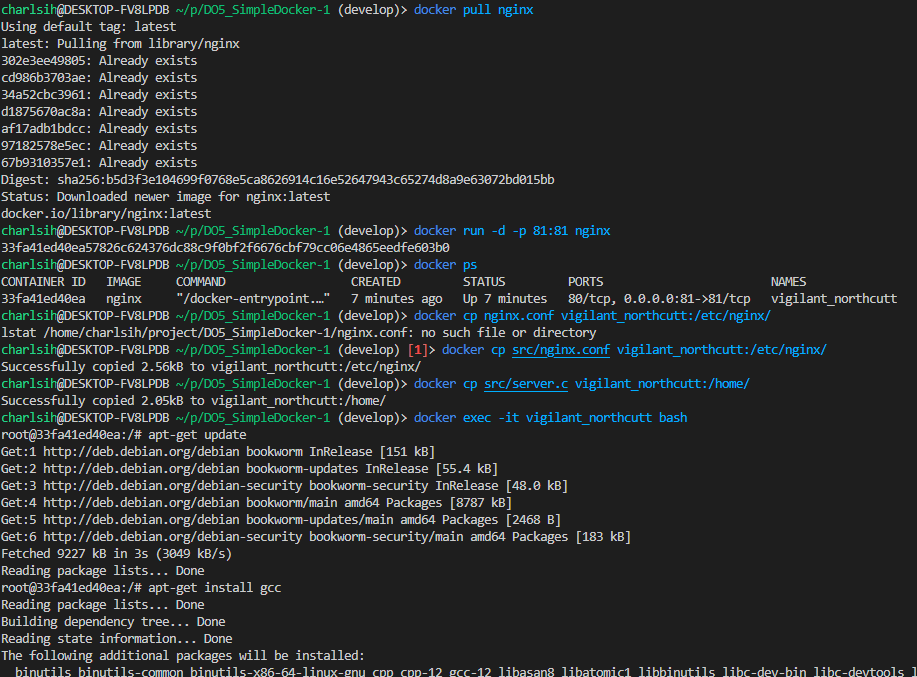 charlsih@DESKTOP-FV8LPDB ~/p/DO5_SimpleDocker-1 (develop)> docker pull nginx
Using default tag: latest
latest: Pulling from library/nginx
302e3ee49805: Already exists
cd986b3703ae: Already exists
34a52cbc3961: Already exists
d1875670ac8a: Already exists
af17adb1bdcc: Already exists
97182578e5ec: Already exists
67b9310357e1: Already exists
Digest: sha256:b5d3f3e104699f0768e5ca8626914c16e52647943c65274d8a9e63072bd015bb
Status: Downloaded newer image for nginx:latest
docker.io/library/nginx:latest
charlsih@DESKTOP-FV8LPDB ~/p/DO5_SimpleDocker-1 (develop)> docker run -d -p 81:81 nginx
33fa41ed40ea57826c624376dc88c9f0bf2f6676cbf79cc06e4865eedfe603b0
charlsih@DESKTOP-FV8LPDB ~/p/DO5_SimpleDocker-1 (develop)> docker ps
CONTAINER ID   IMAGE   COMMAND   CREATED   STATUS   PORTS   NAMES
33fa41ed40ea   nginx   "/docker-entrypoint.…"   7 minutes ago   Up 7 minutes   80/tcp, 0.0.0.0:81->81/tcp   vigilant_northcutt
charlsih@DESKTOP-FV8LPDB ~/p/DO5_SimpleDocker-1 (develop)> docker cp nginx.conf vigilant_northcutt:/etc/nginx/
lstat /home/charlsih/project/DO5_SimpleDocker-1/nginx.conf: no such file or directory
charlsih@DESKTOP-FV8LPDB ~/p/DO5_SimpleDocker-1 (develop) [1]> docker cp src/nginx.conf vigilant_northcutt:/etc/nginx/
Successfully copied 2.56kB to vigilant_northcutt:/etc/nginx/
charlsih@DESKTOP-FV8LPDB ~/p/DO5_SimpleDocker-1 (develop)> docker cp src/server.c vigilant_northcutt:/home/
Successfully copied 2.05kB to vigilant_northcutt:/home/
charlsih@DESKTOP-FV8LPDB ~/p/DO5_SimpleDocker-1 (develop)> docker exec -it vigilant_northcutt bash
root@33fa41ed40ea:/# apt-get update
Get:1 http://deb.debian.org/debian bookworm InRelease [151 kB]
Get:2 http://deb.debian.org/debian bookworm-updates InRelease [55.4 kB]
Get:3 http://deb.debian.org/debian-security bookworm-security InRelease [48.0 kB]
Get:4 http://deb.debian.org/debian bookworm/main amd64 Packages [8787 kB]
Get:5 http://deb.debian.org/debian bookworm-updates/main amd64 Packages [2468 B]
Get:6 http://deb.debian.org/debian-security bookworm-security/main amd64 Packages [183 kB]
Fetched 9227 kB in 3s (3049 kB/s)
Reading package lists... Done
root@33fa41ed40ea:/# apt-get install gcc
Reading package lists... Done
Building dependency tree... Done
Reading state information... Done
The following additional packages will be installed:
binutils binutils-common binutils-x86-64-linux-gnu cpp cpp-12 gcc-12 libasan8 libatomic1 libbinutils libc-dev-bin libc-devtools